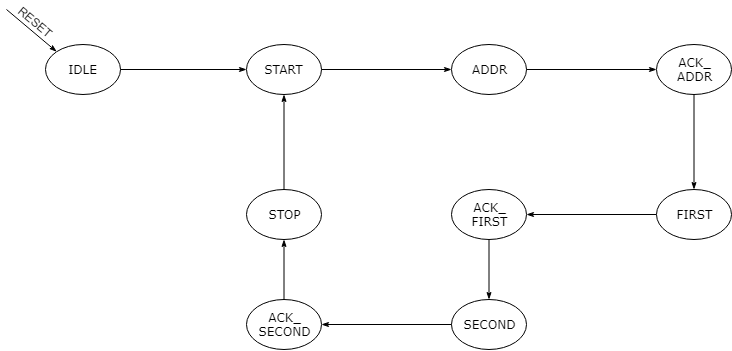 RESET
IDLE
START
ADDR
ACK_
ADDR
STOP
ACK_
FIRST
FIRST
ACK_
SECOND
SECOND